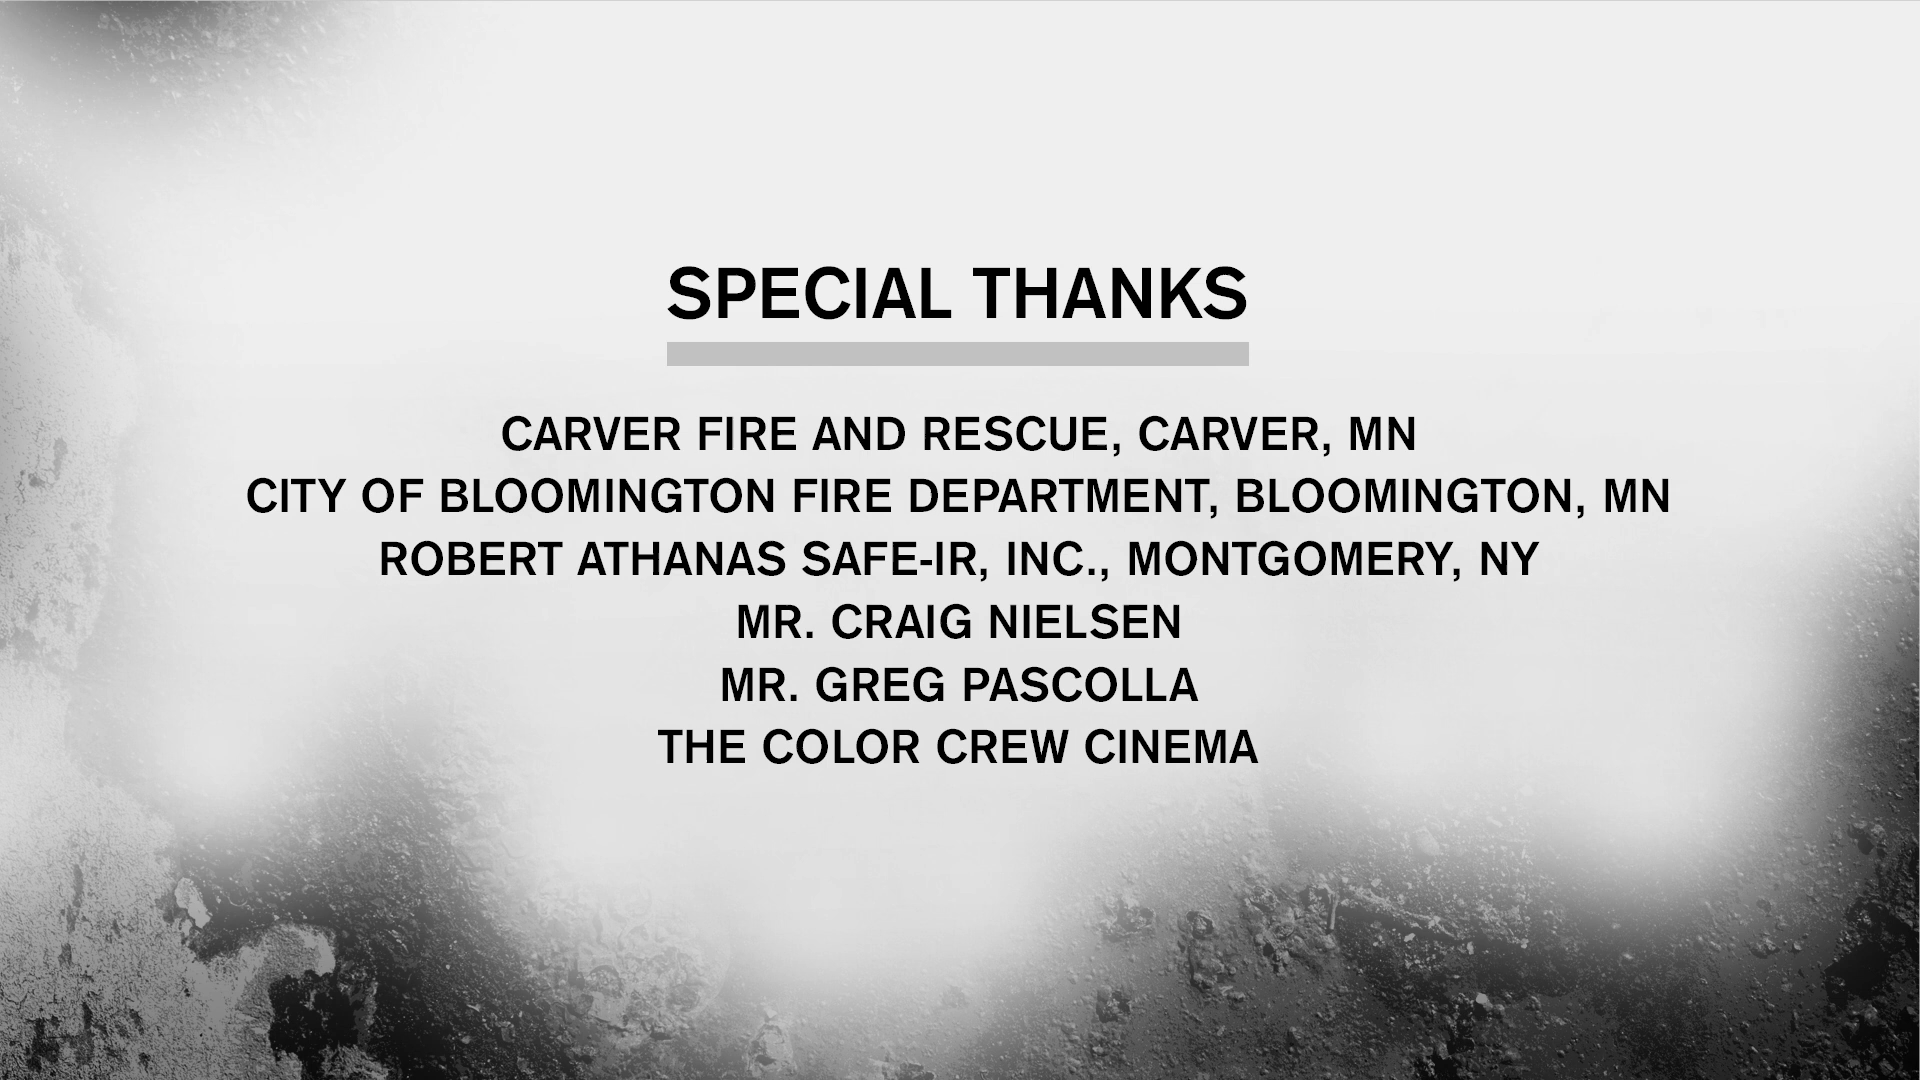 SPECIAL THANKS
CARVER FIRE AND RESCUE, CARVER, MN
CITY OF BLOOMINGTON FIRE DEPARTMENT, BLOOMINGTON, MN
ROBERT ATHANAS SAFE-IR, INC., MONTGOMERY, NY
MR. CRAIG NIELSEN
MR. GREG PASCOLLA
THE COLOR CREW CINEMA